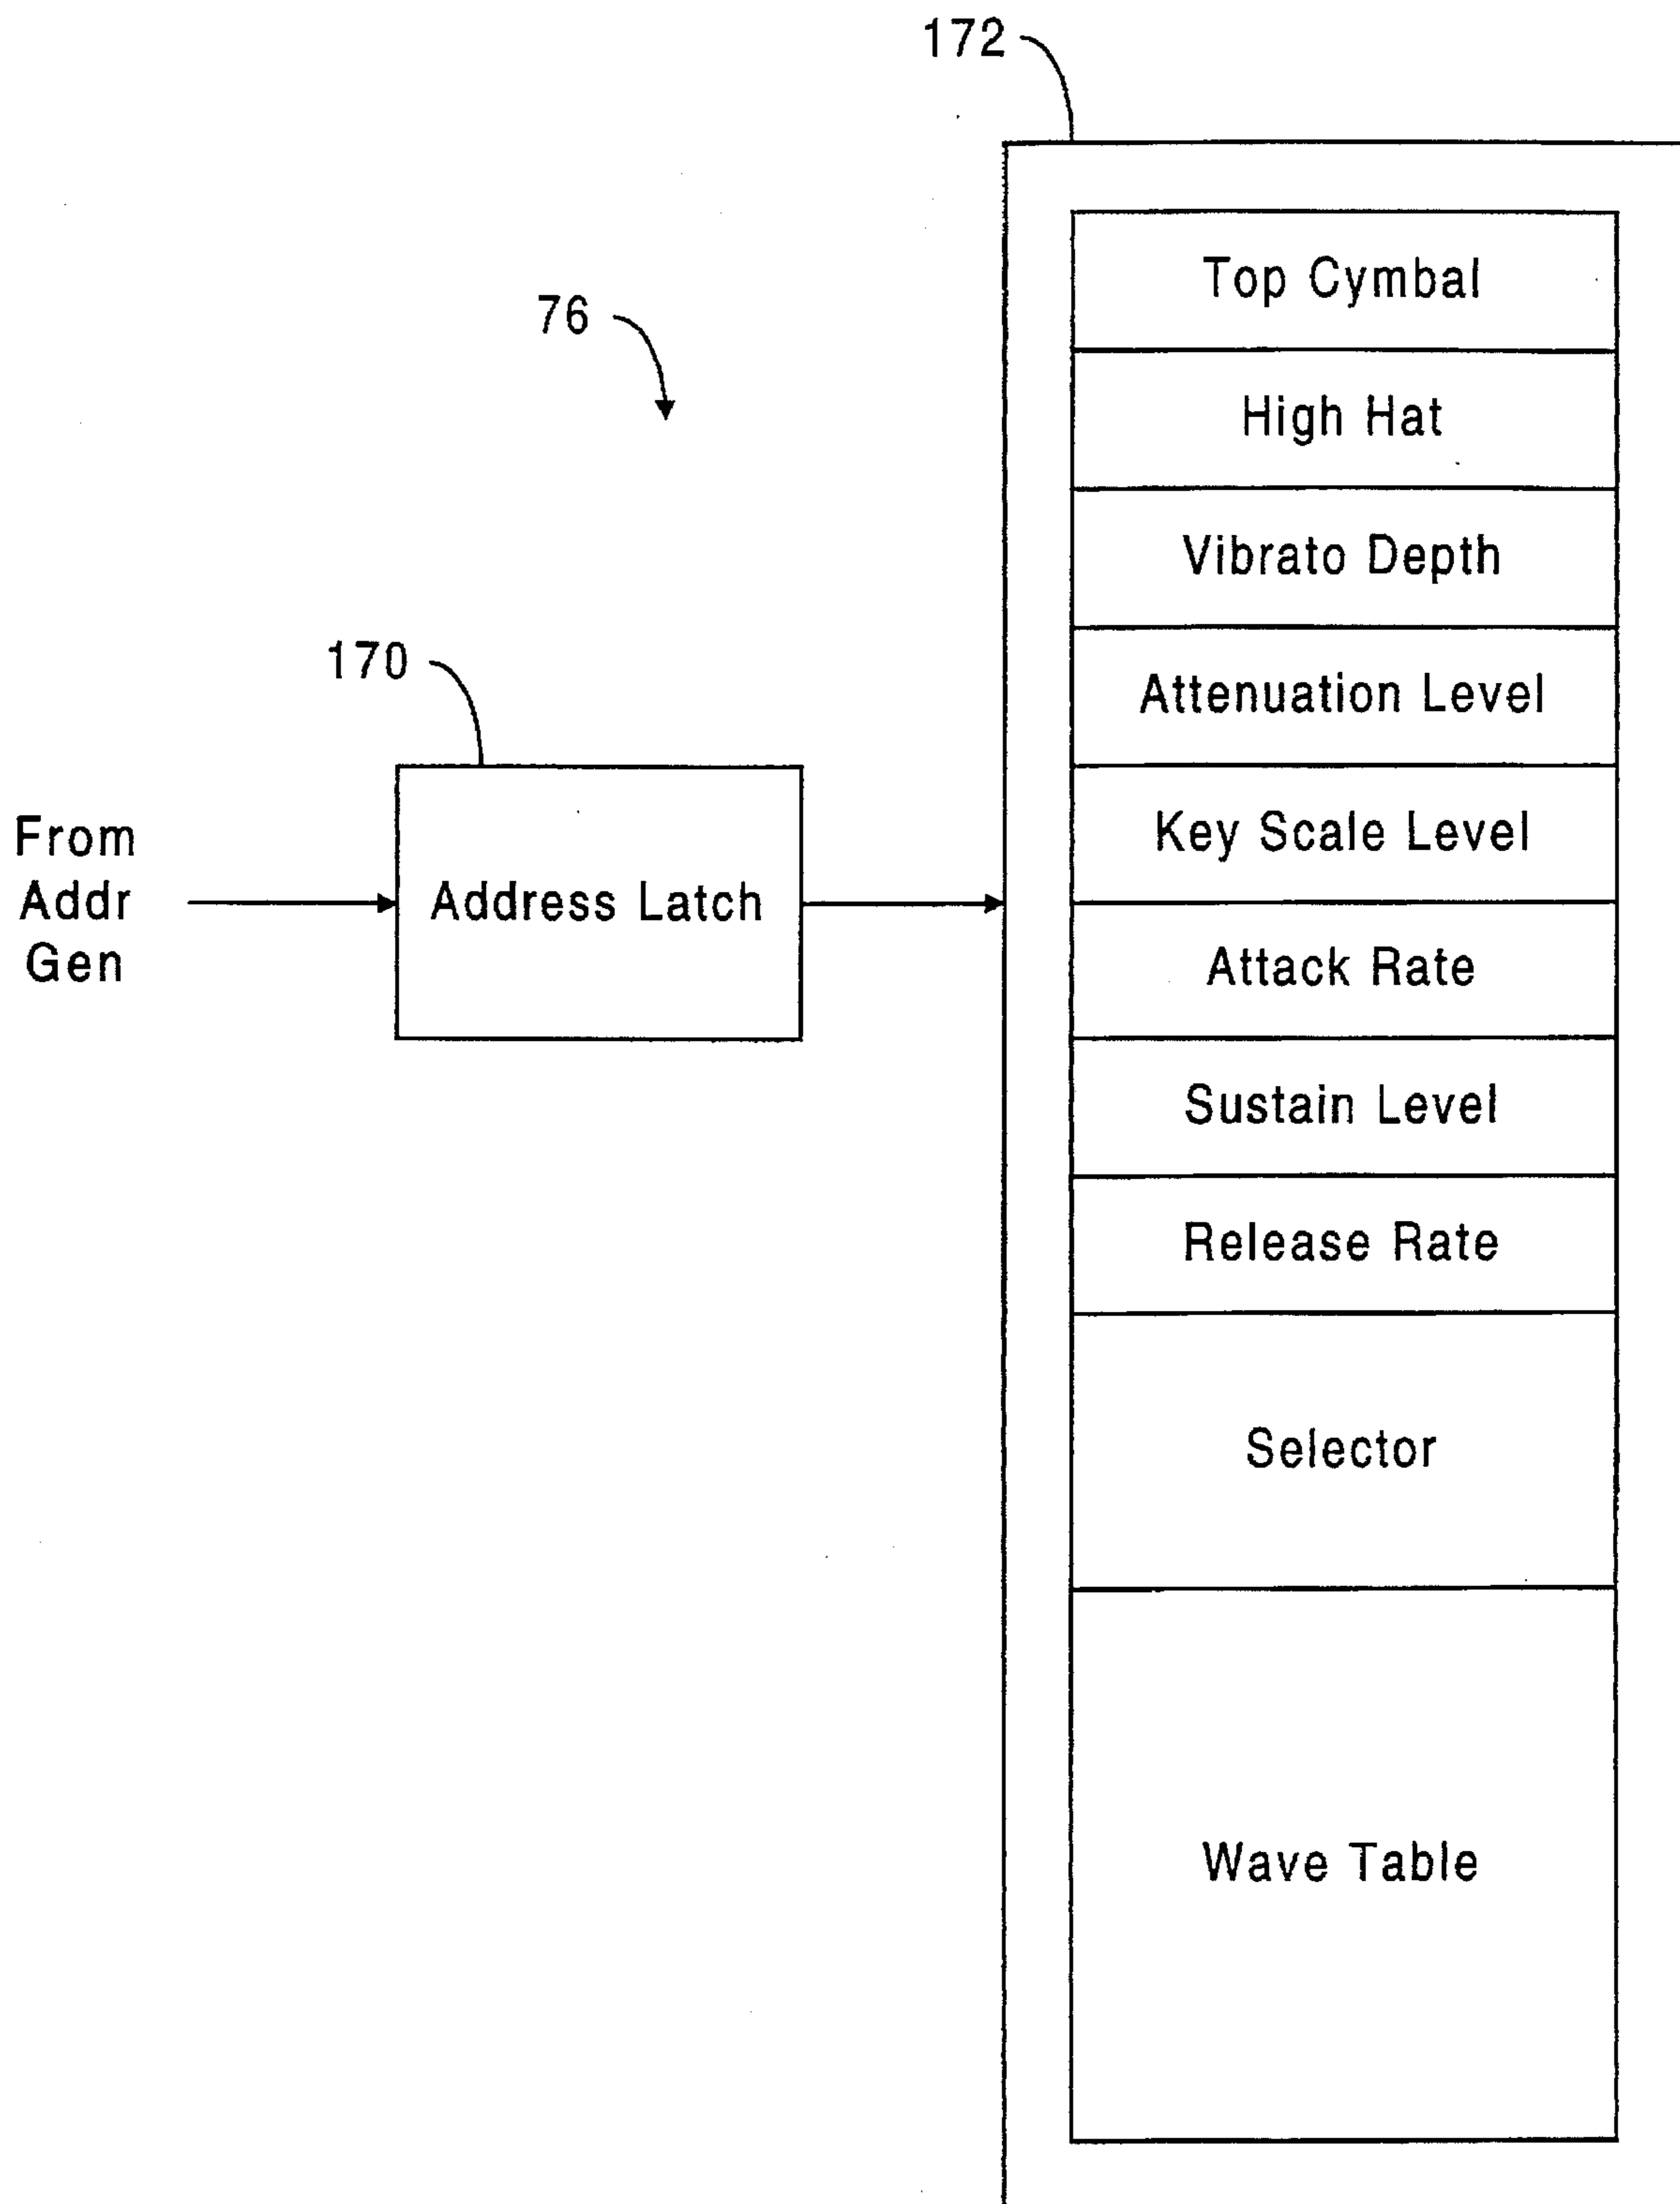 172
76
170
From
Addr
Gen
Address Latch
Top Cymbal
High Hat
Vibrato Depth
Attenuation Level
Key Scale Level
Attack Rate
Sustain Level
Release Rate
Selector
Wave Table